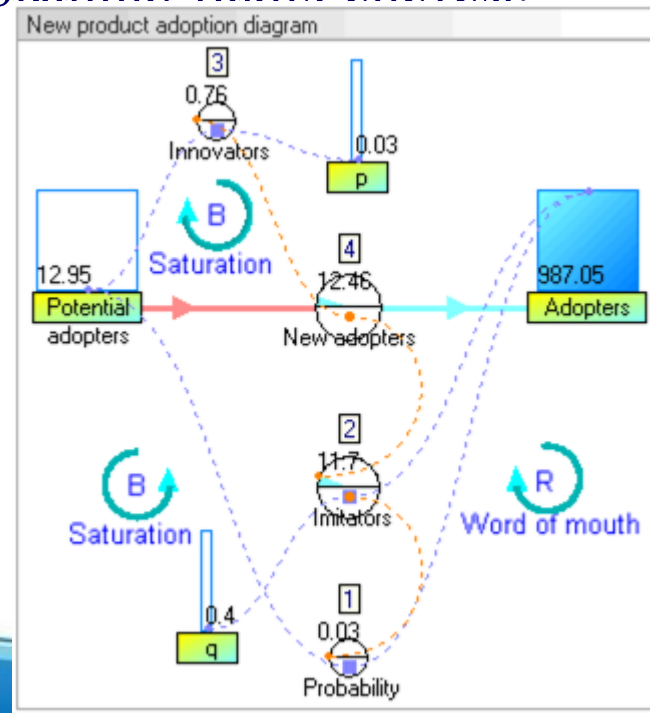 New product adoption diagram
3
0.76
Innovators
0.03
p
B
Saturation
4
12.95
12.46
987.05
Potential
adopters
New adopters
Adopters
2
11.7
Imitators
B
Saturation
R
Word of mouth
0.4
q
1
0.03
Probability